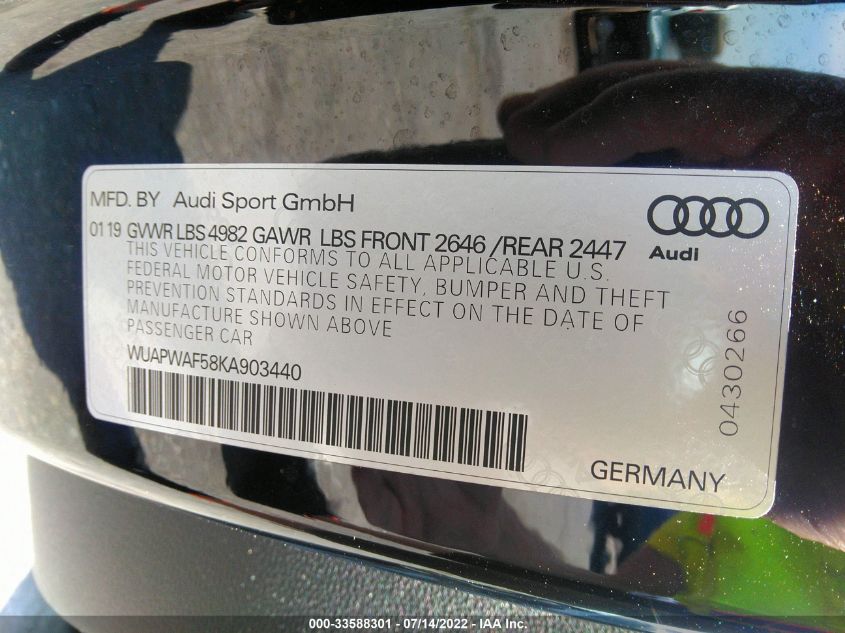 MFD. BY Audi Sport GmbH
Audi
01 19 GVWR LBS 4982 GAWR LBS FRONT 2646 /REAR 2447
THIS VEHICLE CONFORMS TO ALL APPLICABLE U.S.
FEDERAL MOTOR VEHICLE SAFETY, BUMPER AND THEFT
PREVENTION STANDARDS IN EFFECT ON THE DATE OF
MANUFACTURE SHOWN ABOVE
PASSENGER CAR
WUAPWAF58KA903440
0430266
GERMANY
000-33588301 - 07/14/2022 - IAA Inc.